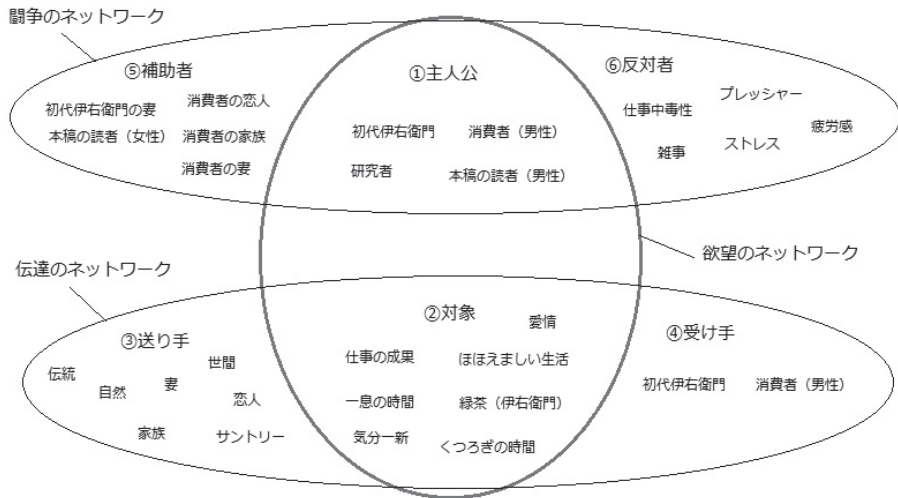 闘争のネットワーク
⑤補助者
初代伊右衛門の妻
消費者の恋人
本稿の読者（女性）
消費者の家族
消費者の妻
①主人公
初代伊右衛門
消費者（男性）
研究者
本稿の読者（男性）
⑥反対者
仕事中毒性
プレッシャー
疲労感
雑事
ストレス
欲望のネットワーク
伝達のネットワーク
③送り手
伝統
自然
妻
世間
恋人
家族
サントリー
②対象
愛情
仕事の成果
ほほえましい生活
一息の時間
緑茶（伊右衛門）
気分一新
くつろぎの時間
④受け手
初代伊右衛門
消費者（男性）